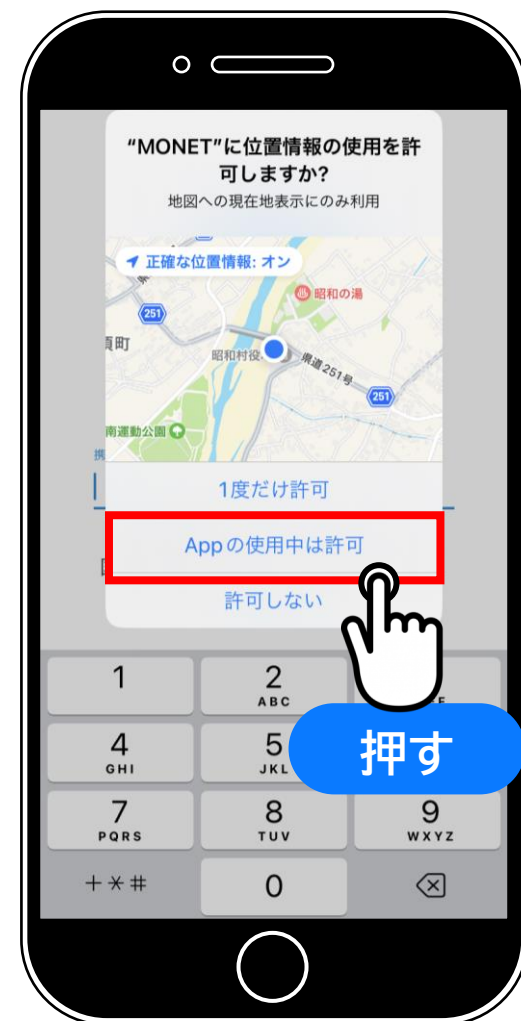 “MONET”に位置情報の使用を許
可しますか?
地図への現在地表示にのみ利用
正確な位置情報: オン
昭和の湯
251
頁町
昭和村役
県道251号
251
南運動公園
携
1度だけ許可
Appの使用中は許可
許可しない
1
2
ABC
4
GHI
5
JKL
押す
7
PQRS
8
TUV
9
WXYZ
+*#
0